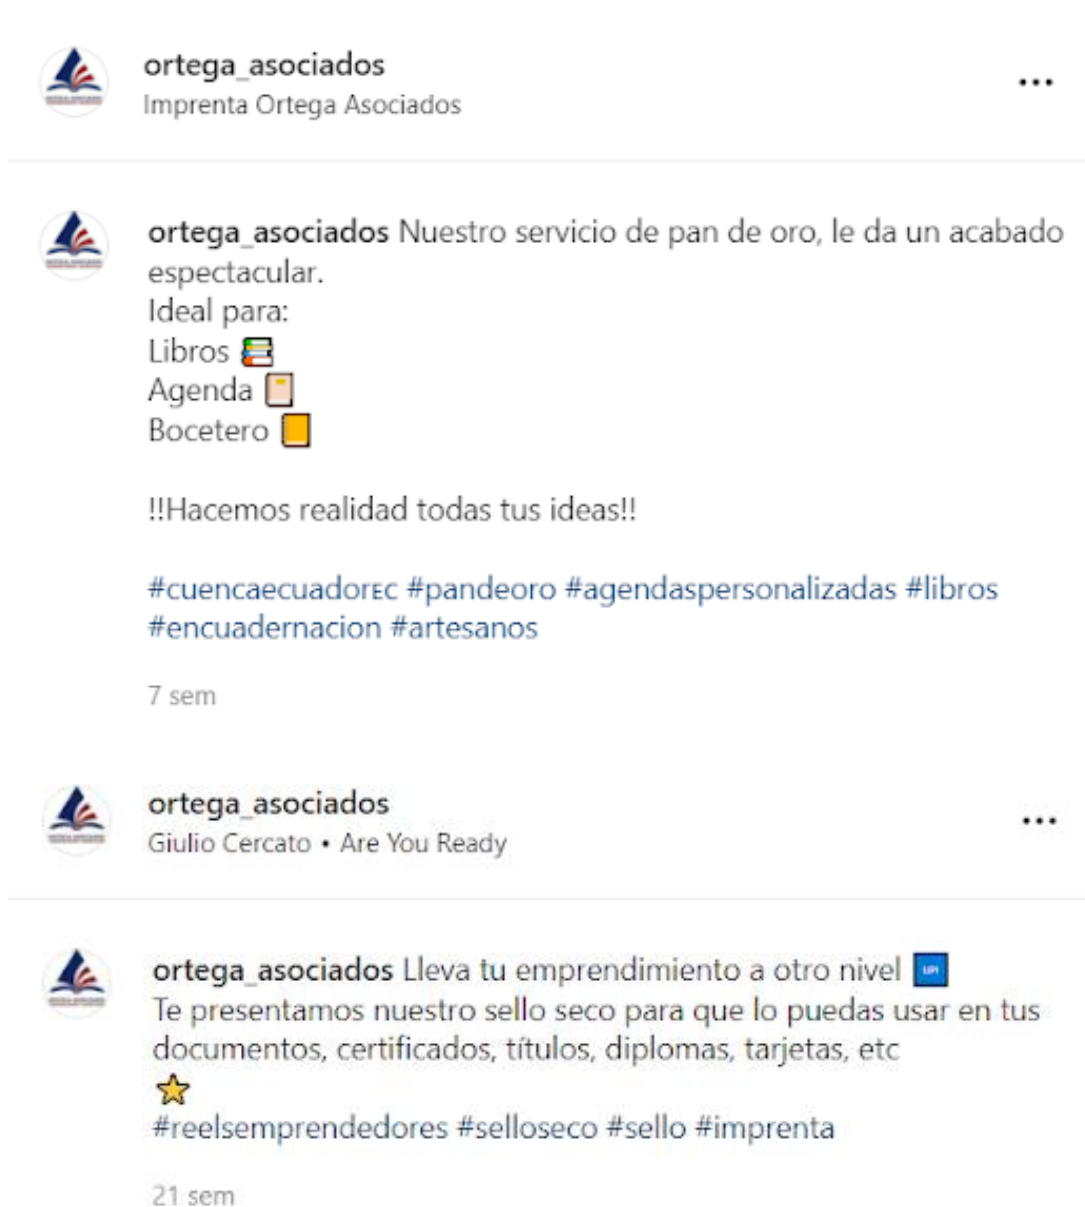 ortega_asociados
Imprenta Ortega Asociados
ortega_asociados Nuestro servicio de pan de oro, le da un acabado
espectacular.
Ideal para:
Libros 📚
Agenda 📔
Bocetero 📒
!!Hacemos realidad todas tus ideas!!
#cuencaecuadorᴇᴄ #pandeoro #agendaspersonalizadas #libros
#encuadernacion #artesanos
7 sem
ortega_asociados
Giulio Cercato • Are You Ready
ortega_asociados Lleva tu emprendimiento a otro nivel 🆙
Te presentamos nuestro sello seco para que lo puedas usar en tus
documentos, certificados, títulos, diplomas, tarjetas, etc
⭐
#reelsemprendedores #selloseco #sello #imprenta
21 sem